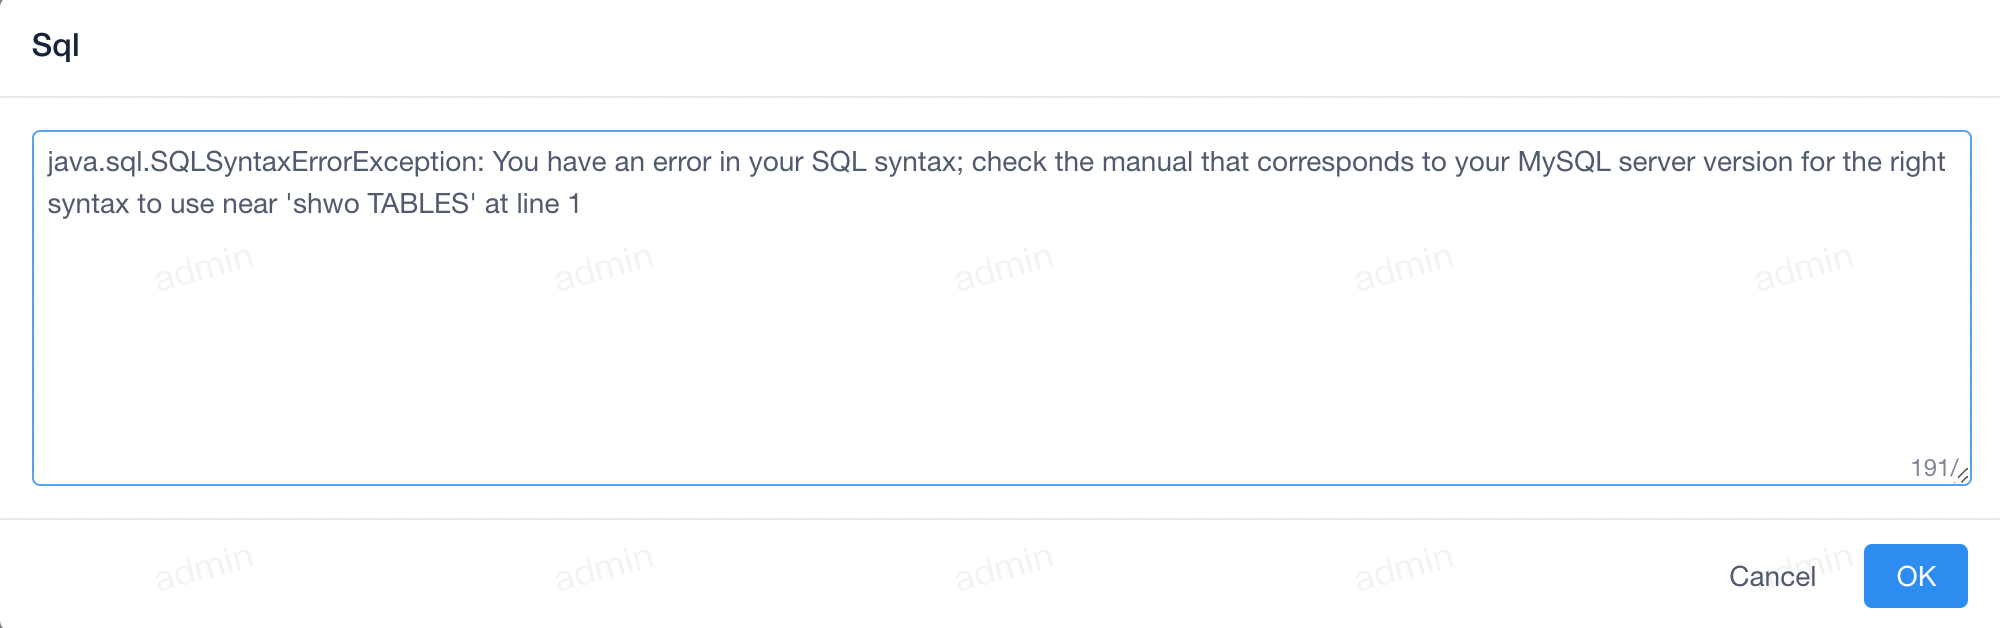 Sql
java.sql.SQLSyntaxErrorException: You have an error in your SQL syntax; check the manual that corresponds to your MySQL server version for the right
syntax to use near 'shwo TABLES' at line 1
admin admin admin admin admin
191/
admin admin admin admin admin
Cancel OK